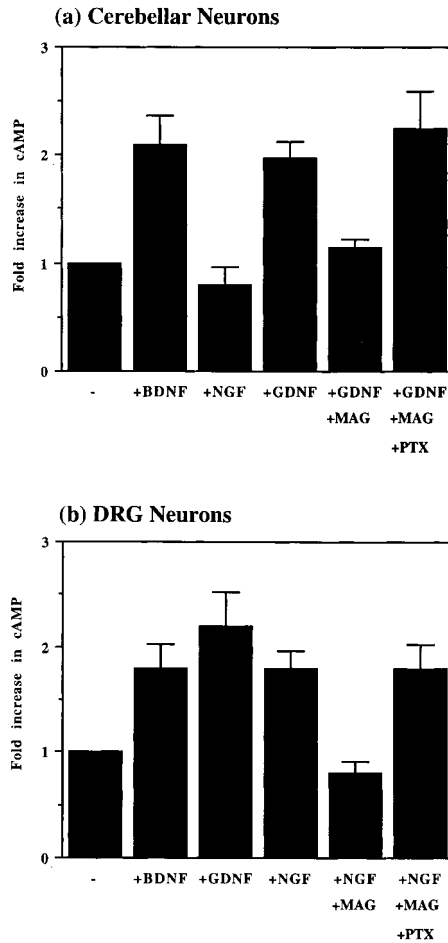 (a) Cerebellar Neurons
Fold increase in cAMP
3
2
1
0
- +BDNF +NGF +GDNF +GDNF +GDNF
+MAG +MAG
+PTX
(b) DRG Neurons
Fold increase in cAMP
3
2
1
0
- +BDNF +GDNF +NGF +NGF +NGF
+MAG +MAG
+PTX